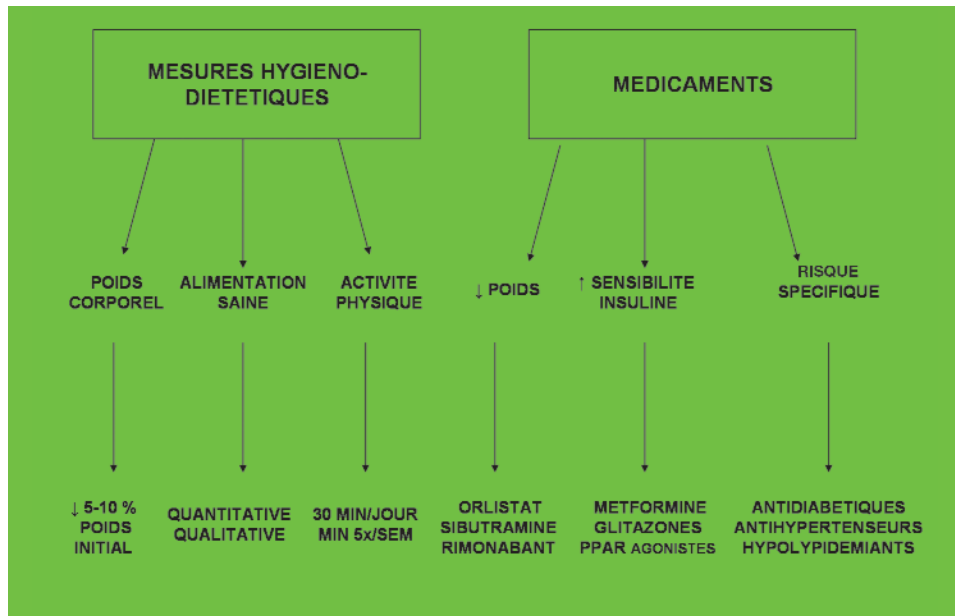 MESURES HYGIENO-
DIETETIQUES
MEDICAMENTS
POIDS
CORPOREL
ALIMENTATION
SAINE
ACTIVITE
PHYSIQUE
↓ POIDS
↑ SENSIBILITE
INSULINE
RISQUE
SPECIFIQUE
↓ 5-10 %
POIDS
INITIAL
QUANTITATIVE
QUALITATIVE
30 MIN/JOUR
MIN 5x/SEM
ORLISTAT
SIBUTRAMINE
RIMONABANT
METFORMINE
GLITAZONES
PPAR AGONISTES
ANTIDIABETIQUES
ANTIHYPERTENSEURS
HYPOLYPIDEMIANTS